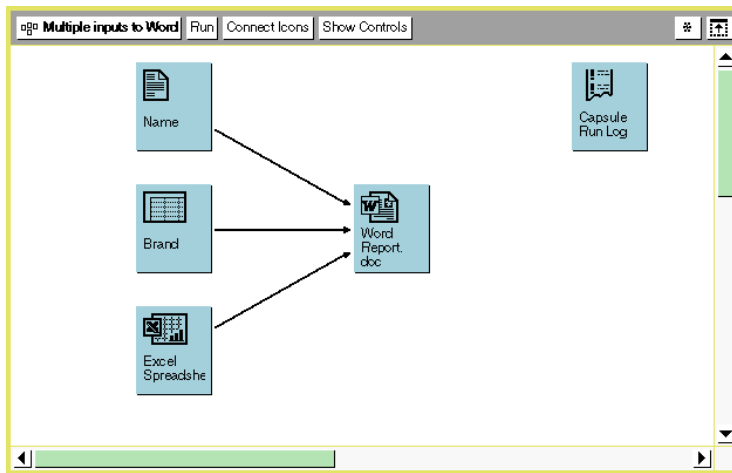 Multiple inputs to Word Run Connect Icons Show Controls *
Name
Capsule
Run Log
Brand
Word
Report.
doc
Excel
Spreadshe